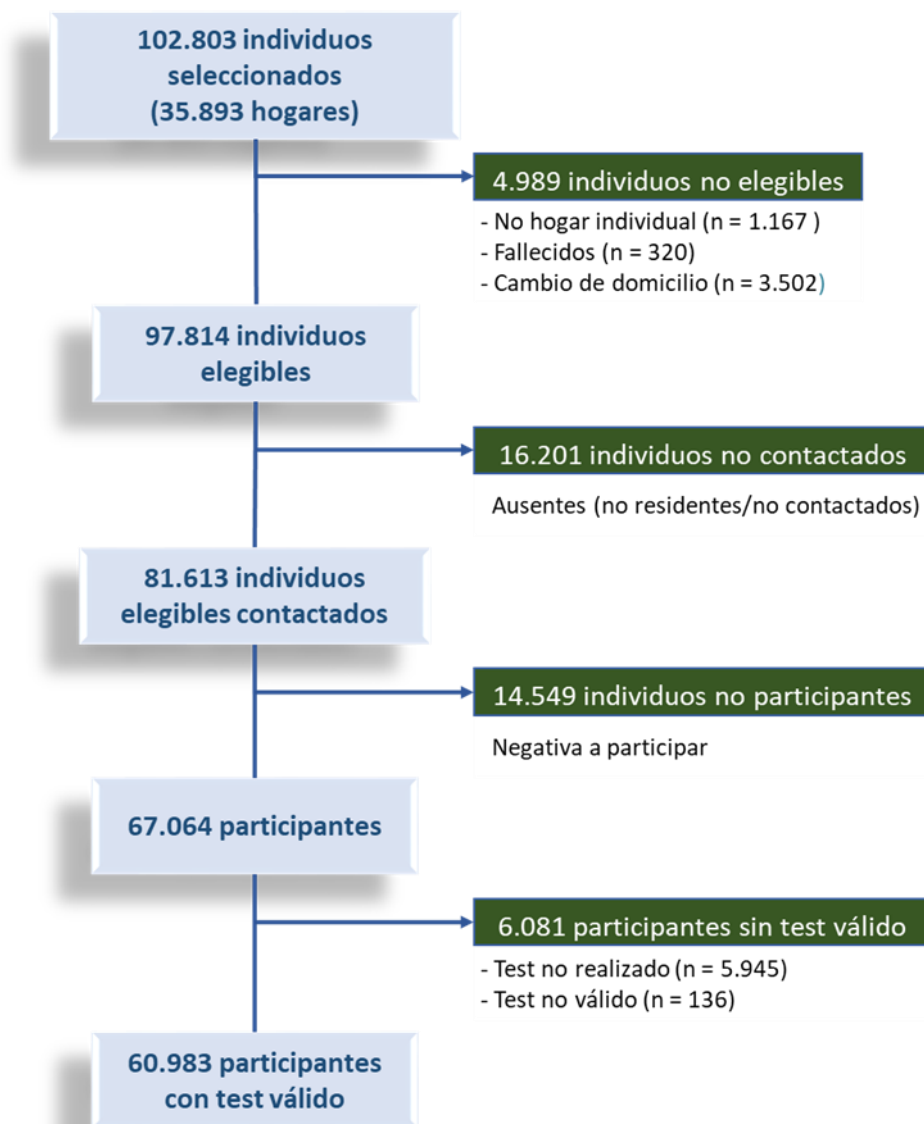 102.803 individuos
seleccionados
(35.893 hogares)
4.989 individuos no elegibles
- No hogar individual (n = 1.167 )
- Fallecidos (n = 320)
- Cambio de domicilio (n = 3.502)
97.814 individuos
elegibles
16.201 individuos no contactados
Ausentes (no residentes/no contactados)
81.613 individuos
elegibles contactados
14.549 individuos no participantes
Negativa a participar
67.064 participantes
6.081 participantes sin test válido
- Test no realizado (n = 5.945)
- Test no válido (n = 136)
60.983 participantes
con test válido